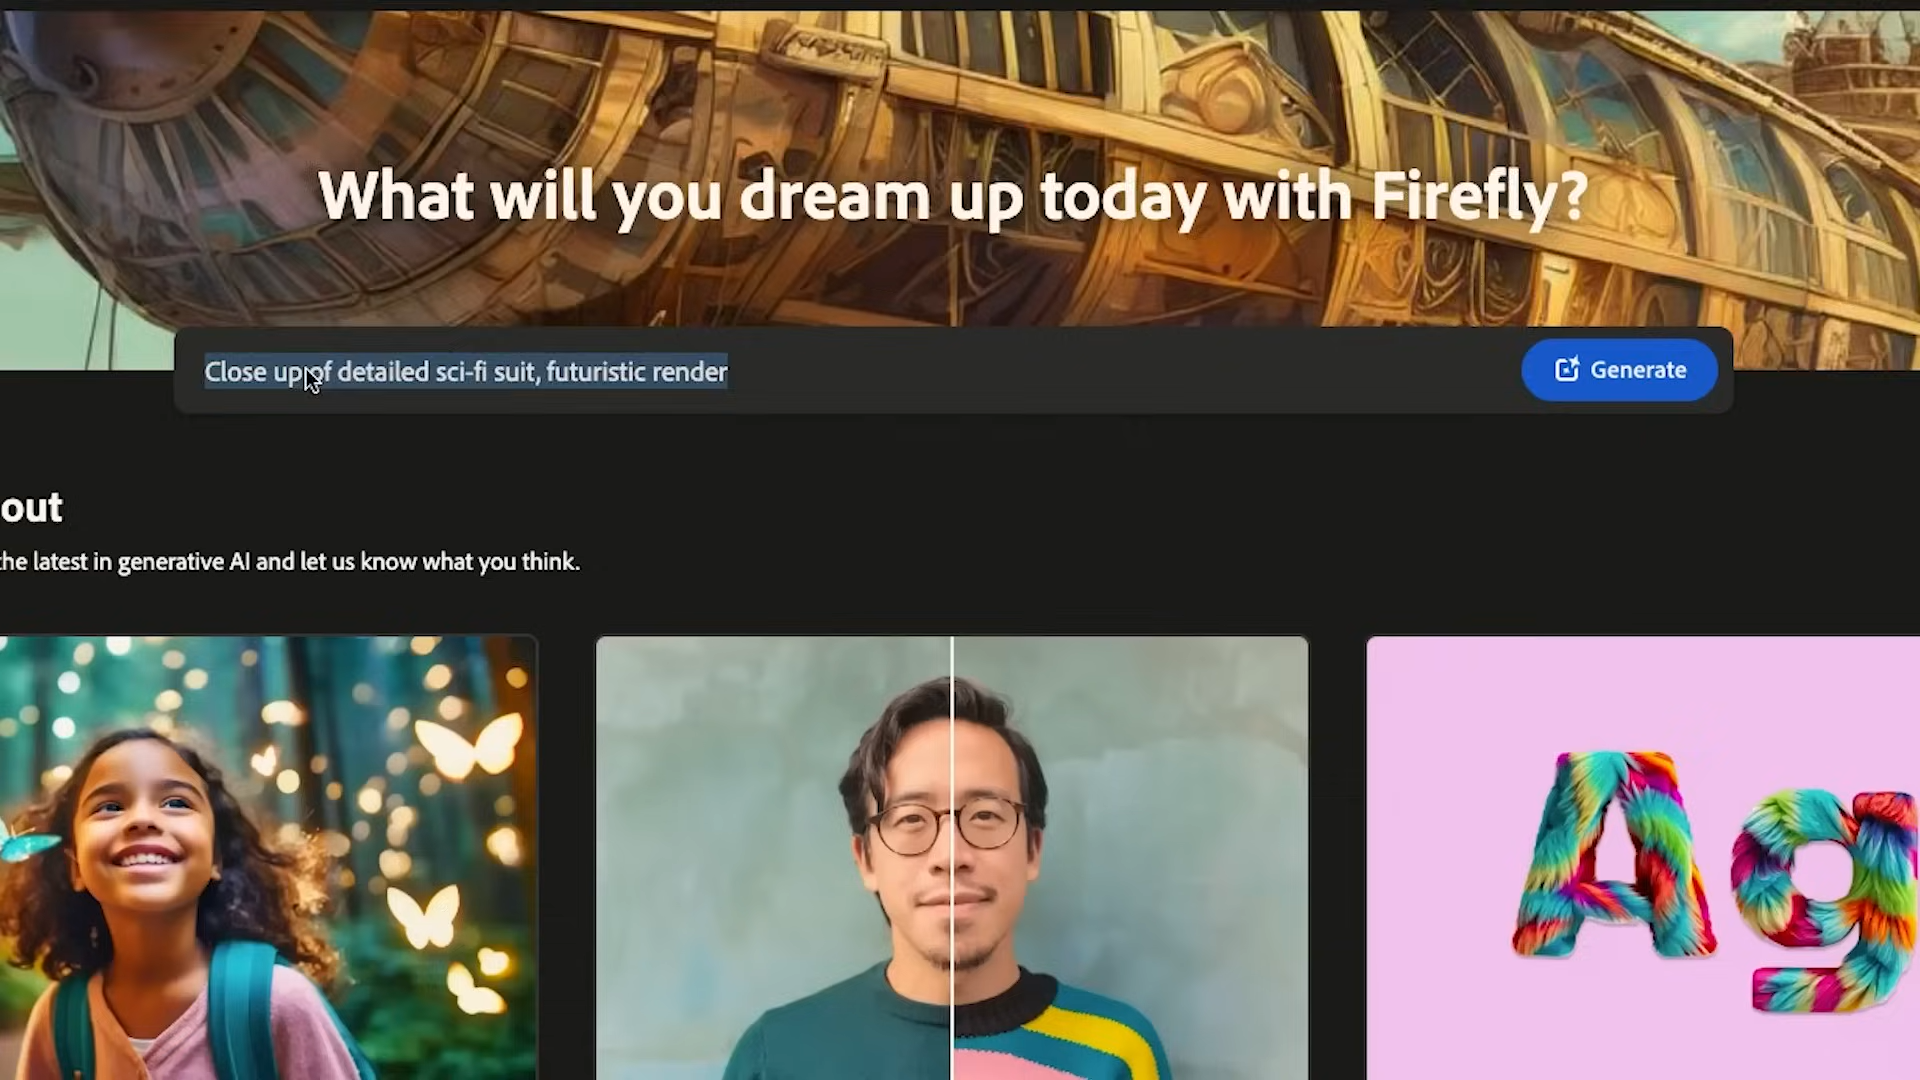 What will you dream up today with Firefly?
Close up of detailed sci-fi suit, futuristic render
Generate
out
the latest in generative AI and let us know what you think.
Ag